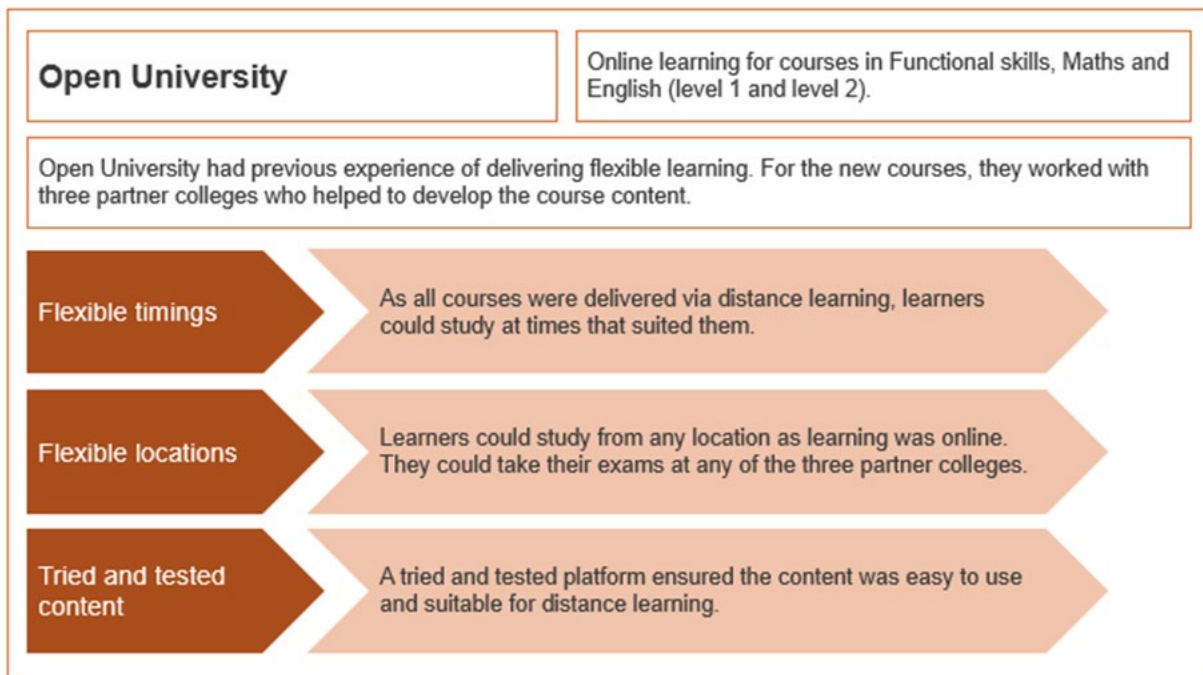 Open University
Online learning for courses in Functional skills, Maths and
English (level 1 and level 2).
Open University had previous experience of delivering flexible learning. For the new courses, they worked with
three partner colleges who helped to develop the course content.
Flexible timings
As all courses were delivered via distance learning, learners
could study at times that suited them.
Flexible locations
Learners could study from any location as learning was online.
They could take their exams at any of the three partner colleges.
Tried and tested
content
A tried and tested platform ensured the content was easy to use
and suitable for distance learning.